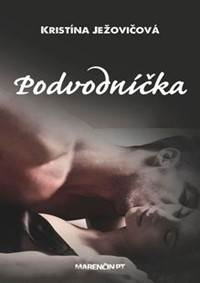 KRISTÍNA JEŽOVIČOVÁ
Podvodníčka
MARENČIN PT